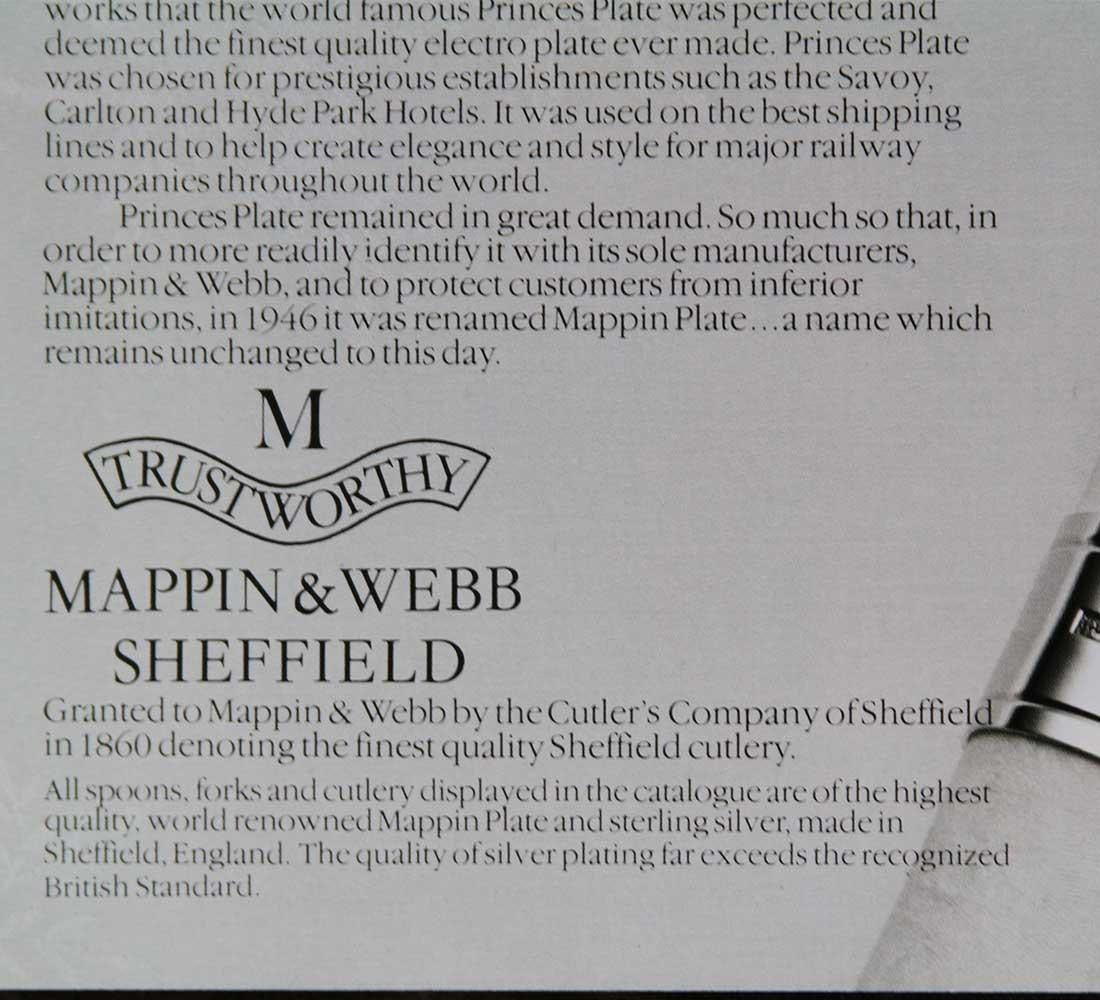 works that the world famous Princes Plate was perfected and
deemed the finest quality electro plate ever made. Princes Plate
was chosen for prestigious establishments such as the Savoy,
Carlton and Hyde Park Hotels. It was used on the best shipping
lines and to help create elegance and style for major railway
companies throughout the world.
Princes Plate remained in great demand. So much so that, in
order to more readily identify it with its sole manufacturers,
Mappin & Webb, and to protect customers from inferior
imitations, in 1946 it was renamed Mappin Plate...a name which
remains unchanged to this day.
M
TRUSTWORTHY
MAPPIN & WEBB
SHEFFIELD
Granted to Mappin & Webb by the Cutler's Company of Sheffield
in 1860 denoting the finest quality Sheffield cutlery.
All spoons, forks and cutlery displayed in the catalogue are of the highest
quality, world renowned Mappin Plate and sterling silver, made in
Sheffield, England. The quality of silver plating far exceeds the recognized
British Standard.